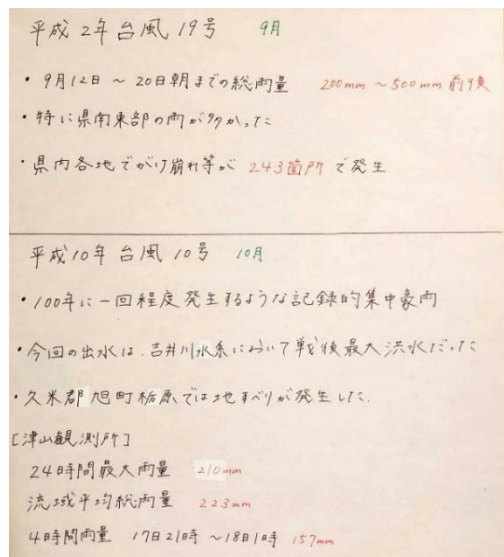 平成2年台風19号 9月
・9月12日～20日朝までの総雨量 200mm～500mm前後
・特に県南東部の雨が多かった
・県内各地でがけ崩れ等が 243箇所で発生
平成10年台風10号 10月
・100年に一回程度発生するような記録的集中豪雨
・今回の出水は、吉井川水系において戦後最大洪水だった
・久米郡旭町栃原では地すべりが発生した.
[津山観測所]
24時間最大雨量 210mm
流域平均総雨量 223mm
4時間雨量 17日21時～18日1時 157mm